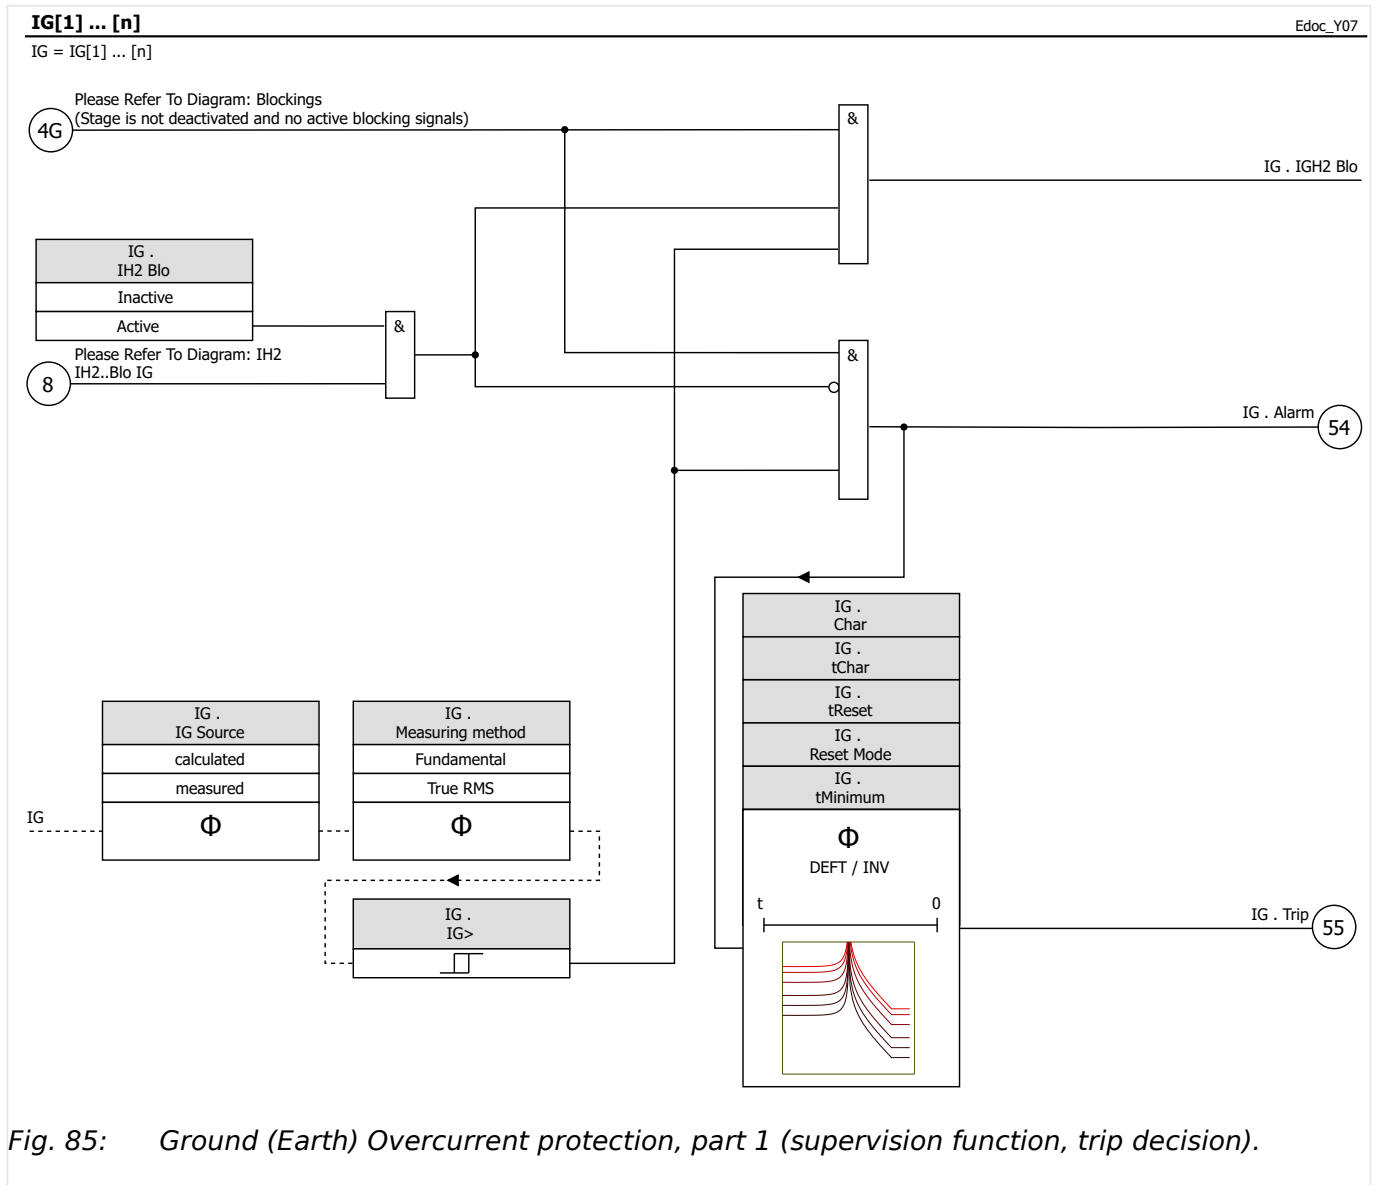 IG[1] ... [n]
Edoc_Y07
IG = IG[1] ... [n]
Please Refer To Diagram: Blockings
4G
(Stage is not deactivated and no active blocking signals)
&
IG . IGH2 Blo
IG .
IH2 Blo
Inactive
Active
&
Please Refer To Diagram: IH2
8
IH2..Blo IG
&
IG . Alarm
54
IG .
Char
IG .
tChar
IG .
tReset
IG .
Reset Mode
IG .
tMinimum
Φ
DEFT / INV
t
0
IG .
IG Source
calculated
measured
Φ
IG .
Measuring method
Fundamental
True RMS
Φ
IG
IG .
IG>
IG . Trip
55
Fig. 85: Ground (Earth) Overcurrent protection, part 1 (supervision function, trip decision).